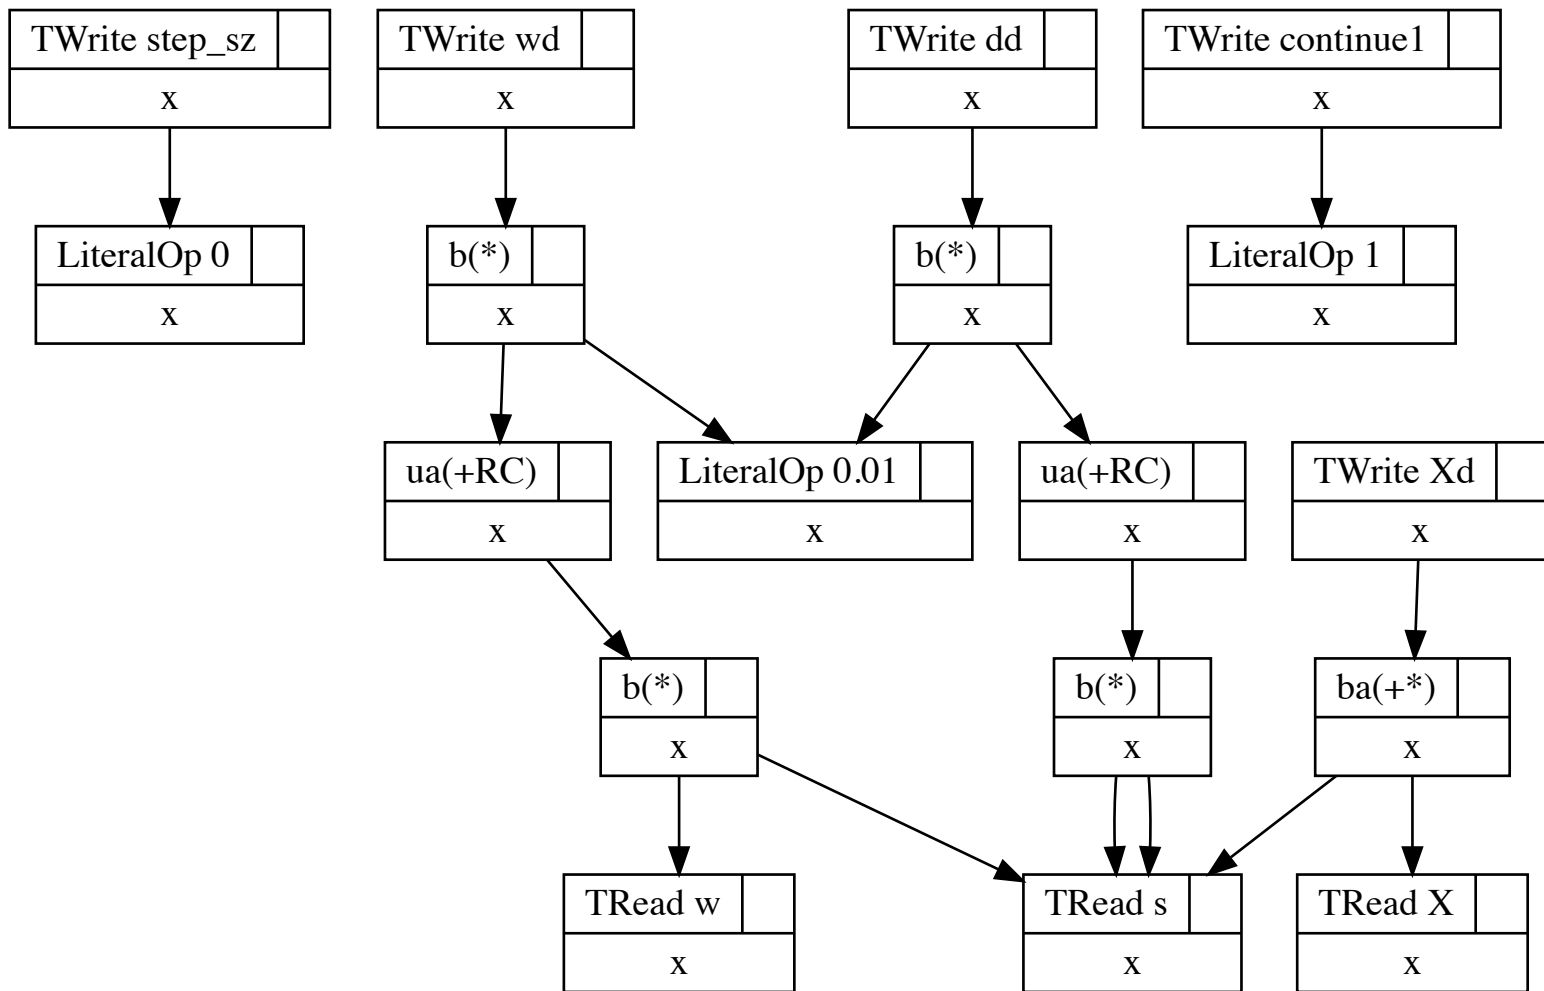 TWrite step_sz
x
TWrite wd
x
TWrite dd
x
TWrite continue1
x
LiteralOp 0
x
b(*)
x
b(*)
x
LiteralOp 1
x
ua(+RC)
x
LiteralOp 0.01
x
ua(+RC)
x
TWrite Xd
x
b(*)
x
b(*)
x
ba(+*)
x
TRead w
x
TRead s
x
TRead X
x